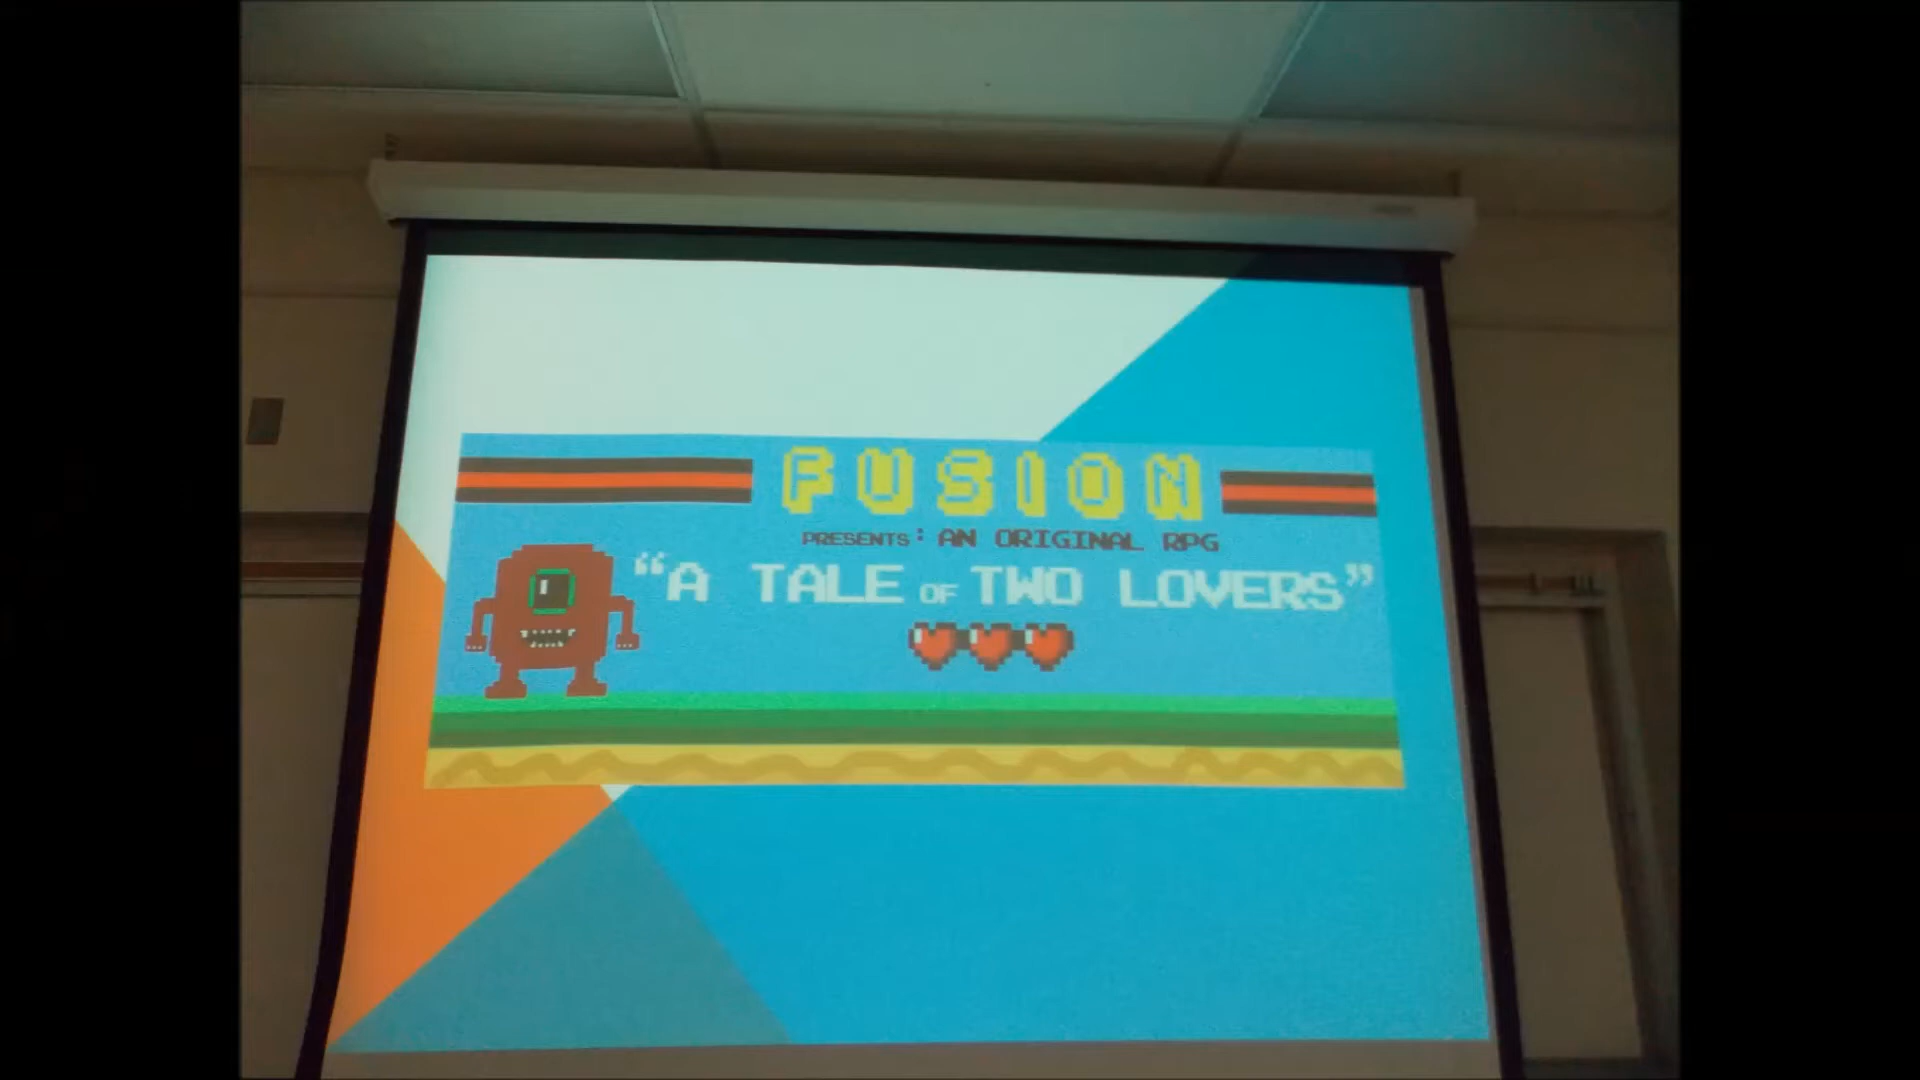 FUSION
PRESENTS: AN ORIGINAL RPG
“A TALE OF TWO LOVERS”